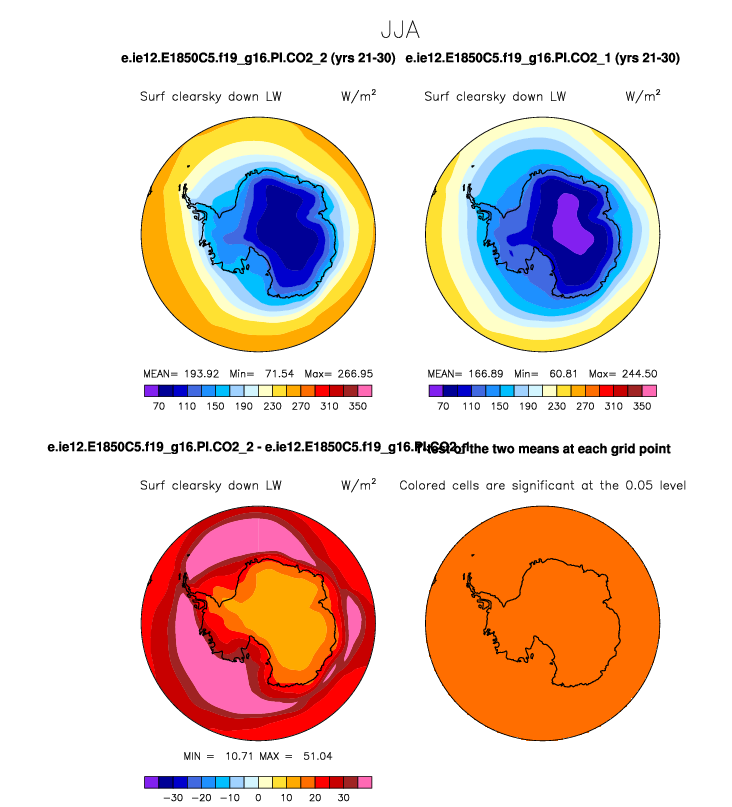 JJA
e.ie12.E1850C5.f19_g16.PI.CO2_2 (yrs 21-30) e.ie12.E1850C5.f19_g16.PI.CO2_1 (yrs 21-30)
Surf clearsky down LW W/m² Surf clearsky down LW W/m²
MEAN= 193.92 Min= 71.54 Max= 266.95 MEAN= 166.89 Min= 60.81 Max= 244.50
70 110 150 190 230 270 310 350 70 110 150 190 230 270 310 350
e.ie12.E1850C5.f19_g16.PI.CO2_2 - e.ie12.E1850C5.f19_g16.PI.CO2_1 T-test of the two means at each grid point
Surf clearsky down LW W/m² Colored cells are significant at the 0.05 level
MIN = 10.71 MAX = 51.04
-30 -20 -10 0 10 20 30